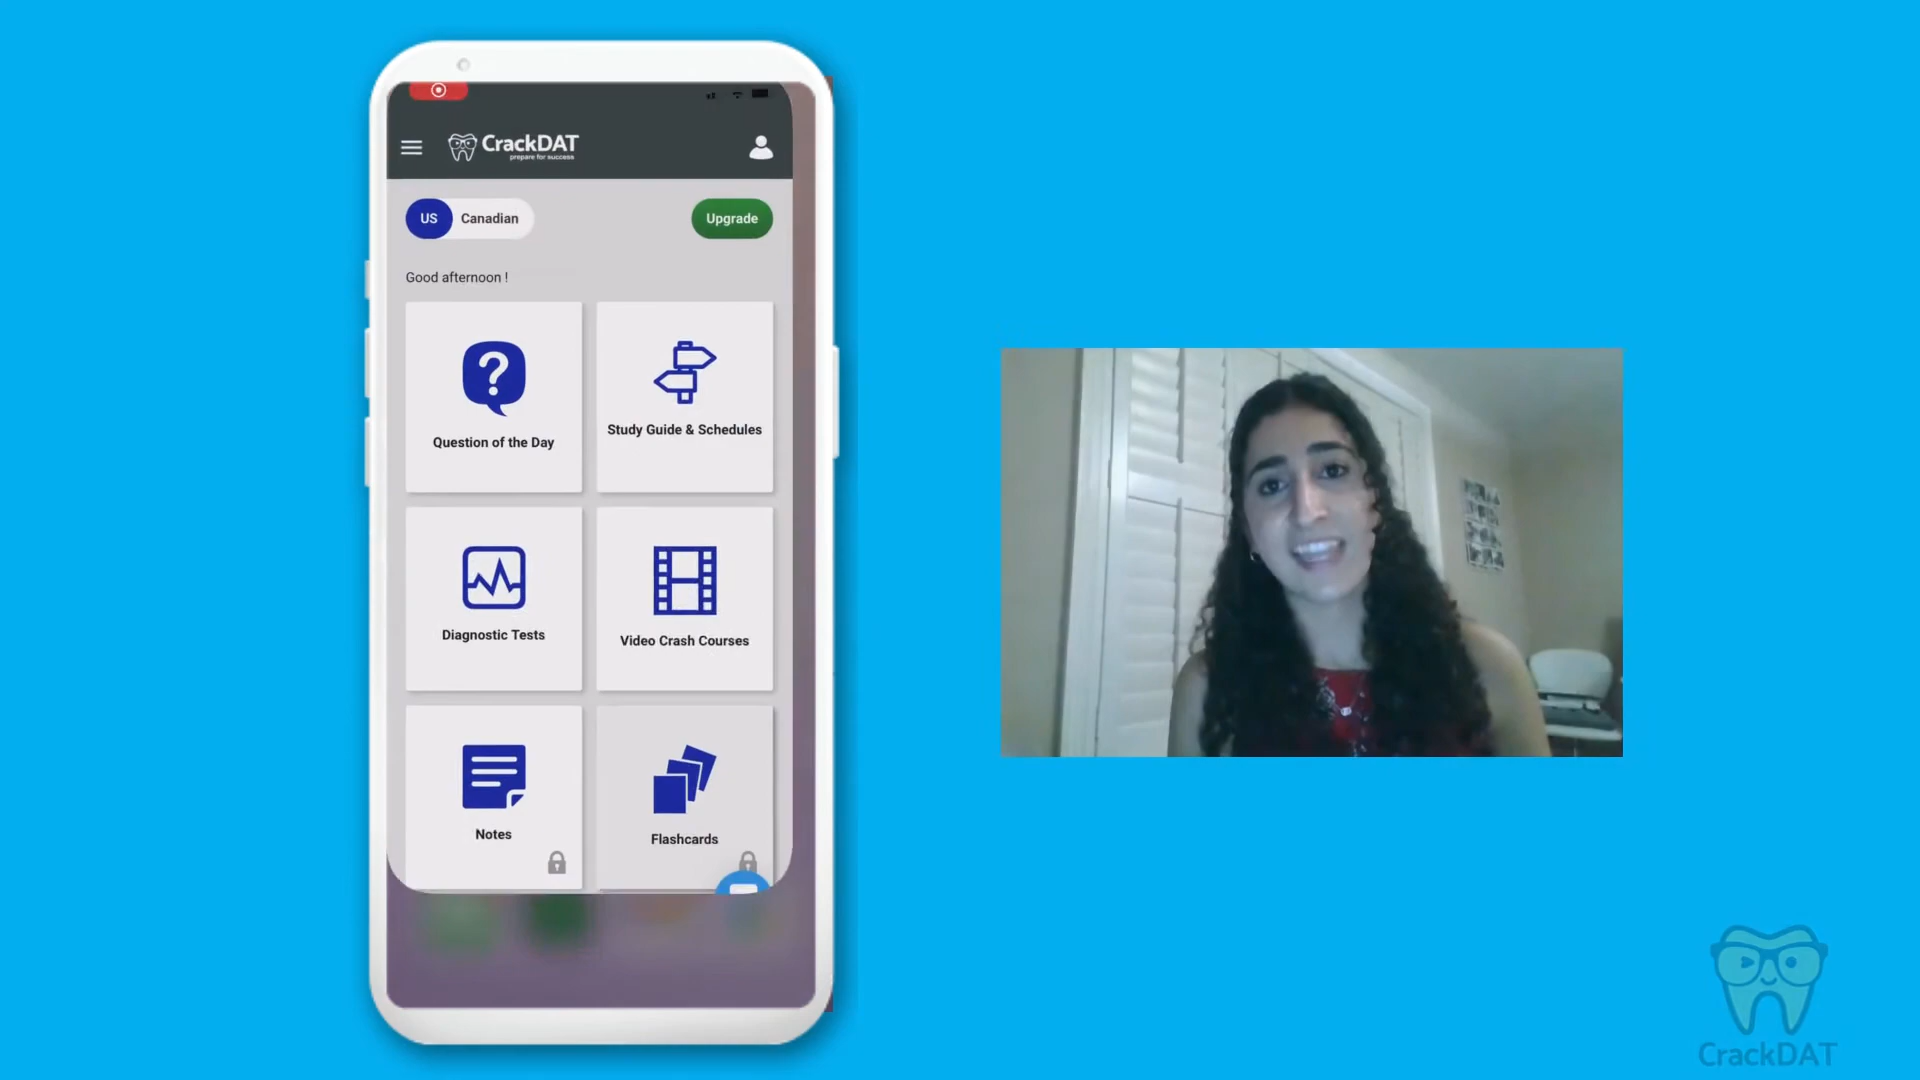 CrackDAT
prepare for success
US Canadian
Upgrade
Good afternoon !
Question of the Day
Study Guide & Schedules
Diagnostic Tests
Video Crash Courses
Notes
Flashcards
CrackDAT